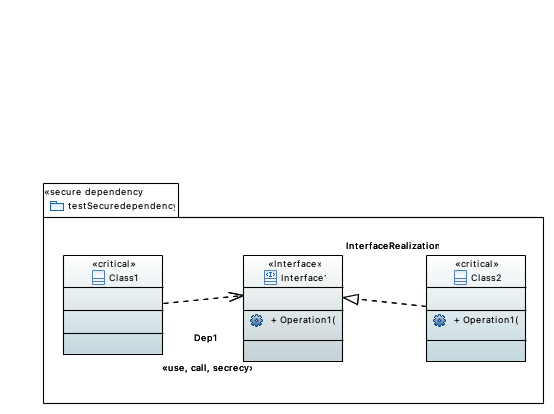 «secure dependency
testSecuredependency
InterfaceRealization
«critical»
Class1
«Interface»
Interface1
+ Operation1(
«critical»
Class2
+ Operation1(
Dep1
«use, call, secrecy»